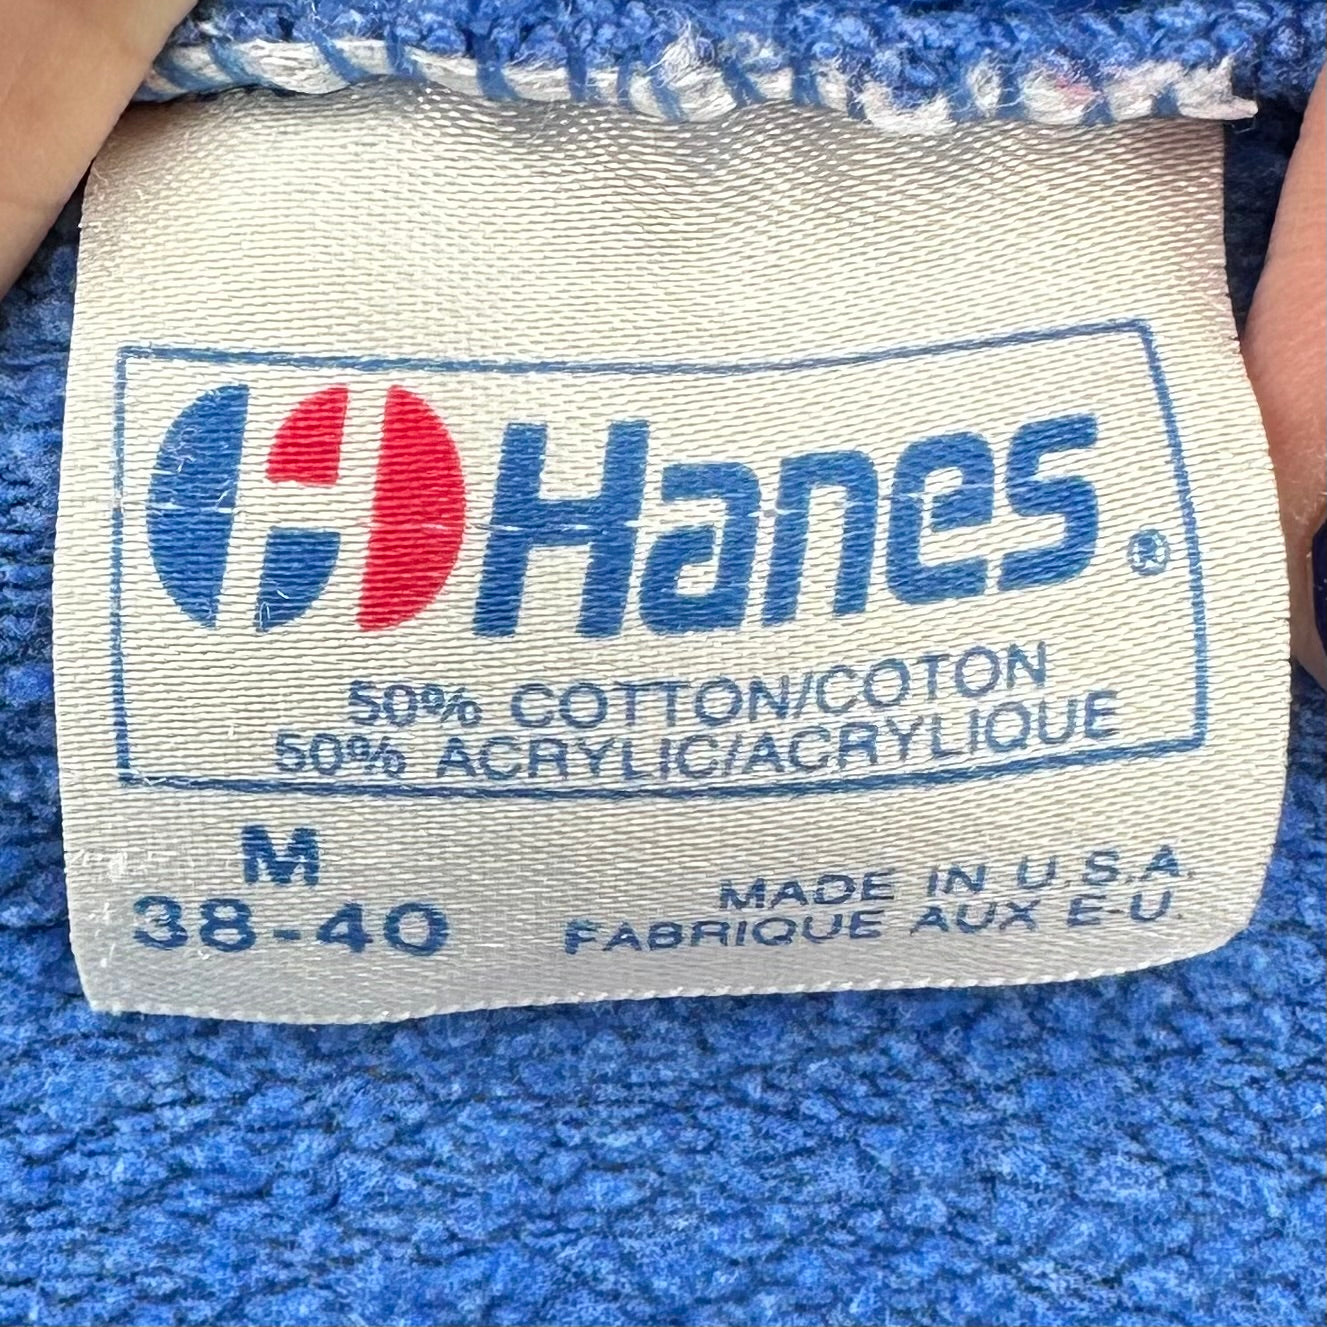 Hanes®
50% COTTON/COTON
50% ACRYLIC/ACRYLIQUE
M
38-40
MADE IN U.S.A.
FABRIQUE AUX E-U.